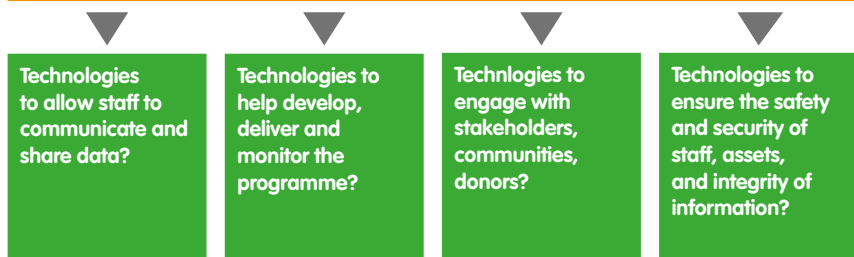 Technologies
to allow staff to
communicate and
share data?
Technologies to
help develop,
deliver and
monitor the
programme?
Technlogies to
engage with
stakeholders,
communities,
donors?
Technologies to
ensure the safety
and security of
staff, assets,
and integrity of
information?